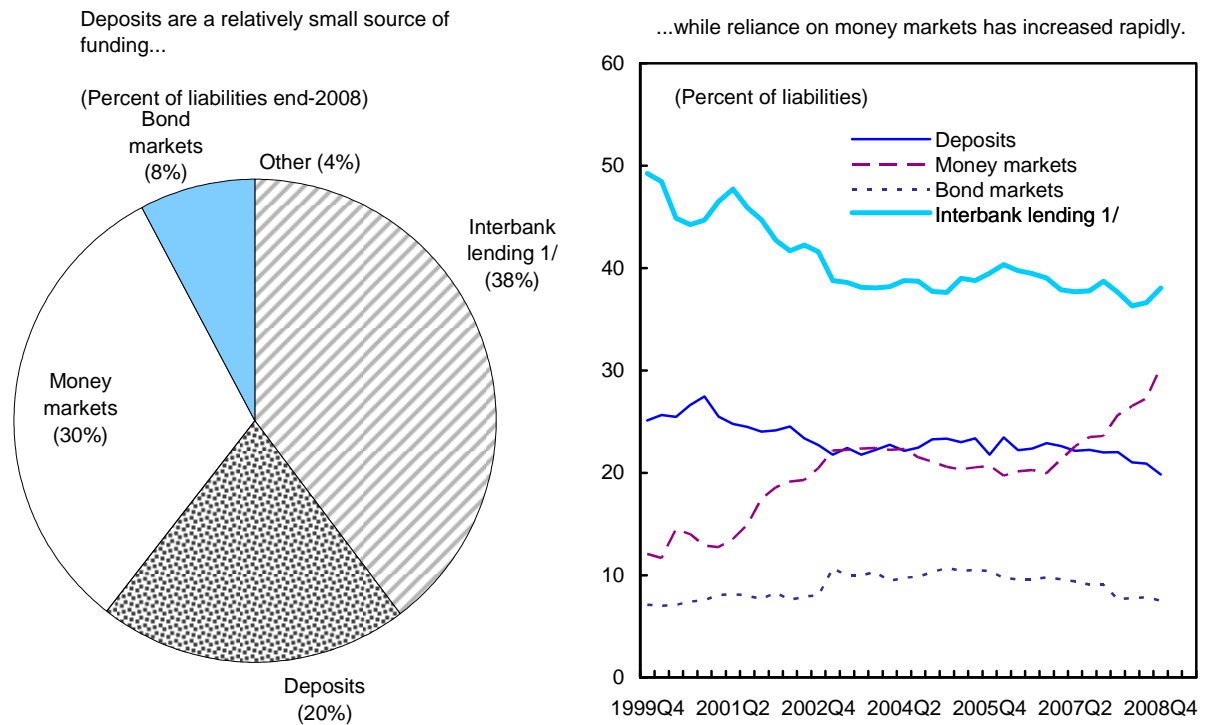 Deposits are a relatively small source of
funding...
(Percent of liabilities end-2008)
Bond
markets
(8%)
Other (4%)
Interbank
lending 1/
(38%)
Money
markets
(30%)
Deposits
(20%)
...while reliance on money markets has increased rapidly.
(Percent of liabilities)
Deposits
Money markets
Bond markets
Interbank lending 1/
60
50
40
30
20
10
0
1999Q4 2001Q2 2002Q4 2004Q2 2005Q4 2007Q2 2008Q4